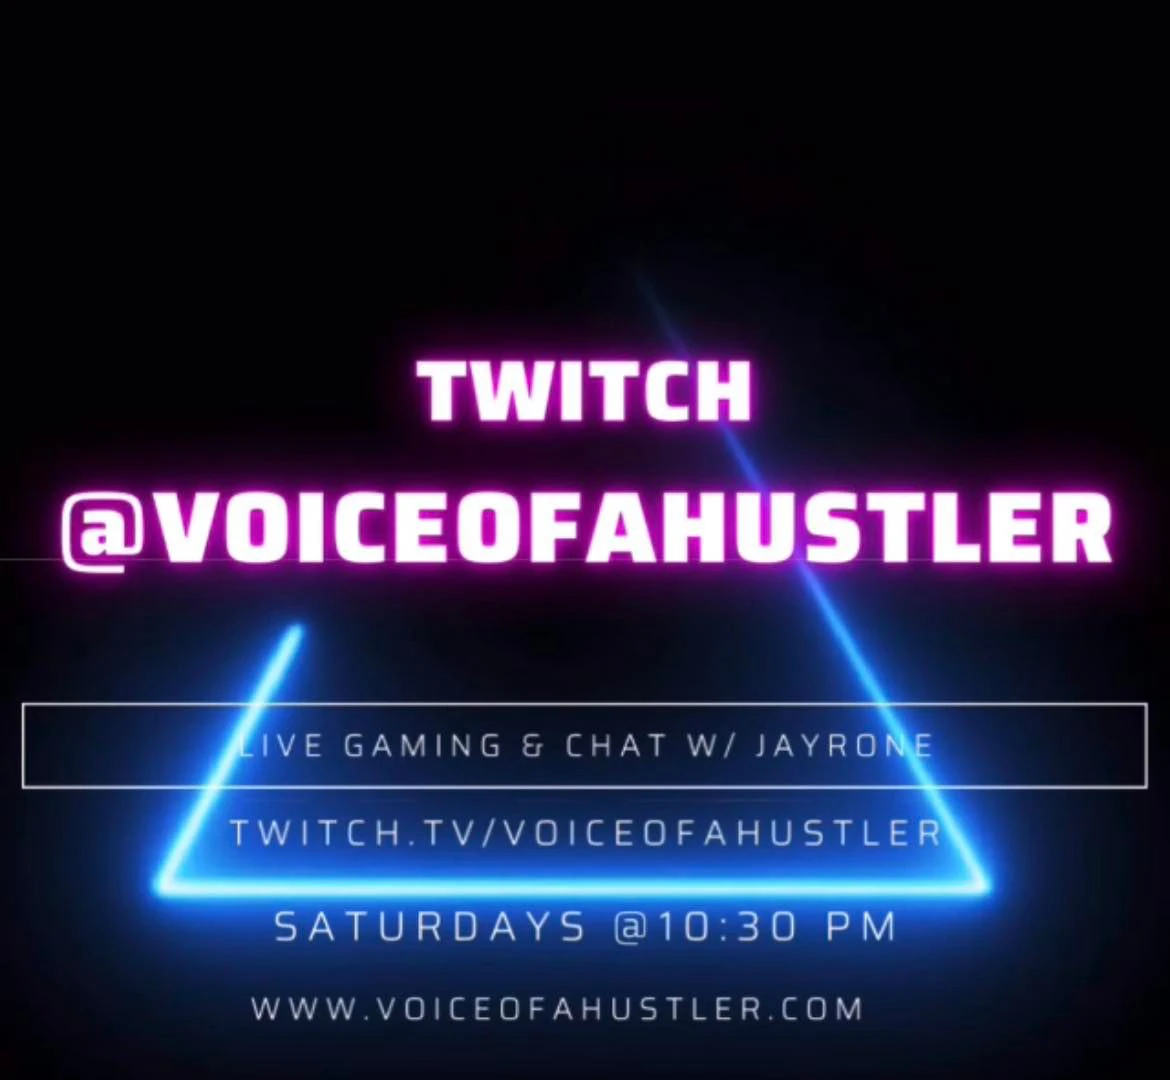 TWITCH
@VOICEOFAHUSTLER
LIVE GAMING & CHAT W/ JAYRONE
TWITCH.TV/VOICEOFAHUSTLER
SATURDAYS @10:30 PM
WWW.VOICEOFAHUSTLER.COM